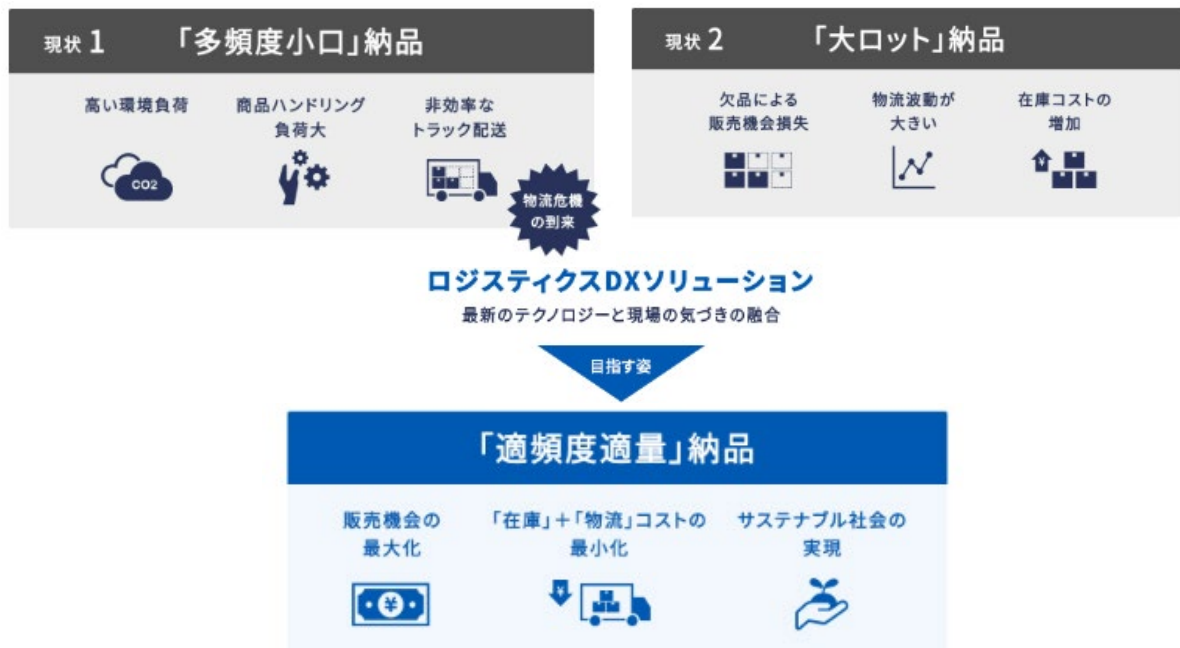 現状 1 「多頻度小口」納品
高い環境負荷
CO2
商品ハンドリング
負荷大
非効率な
トラック配送
物流危機
の到来
現状 2 「大ロット」納品
欠品による
販売機会損失
物流波動が
大きい
在庫コストの
増加
¥
ロジスティクスDXソリューション
最新のテクノロジーと現場の気づきの融合
目指す姿
「適頻度適量」納品
販売機会の
最大化
¥
「在庫」+「物流」コストの
最小化
¥
サステナブル社会の
実現